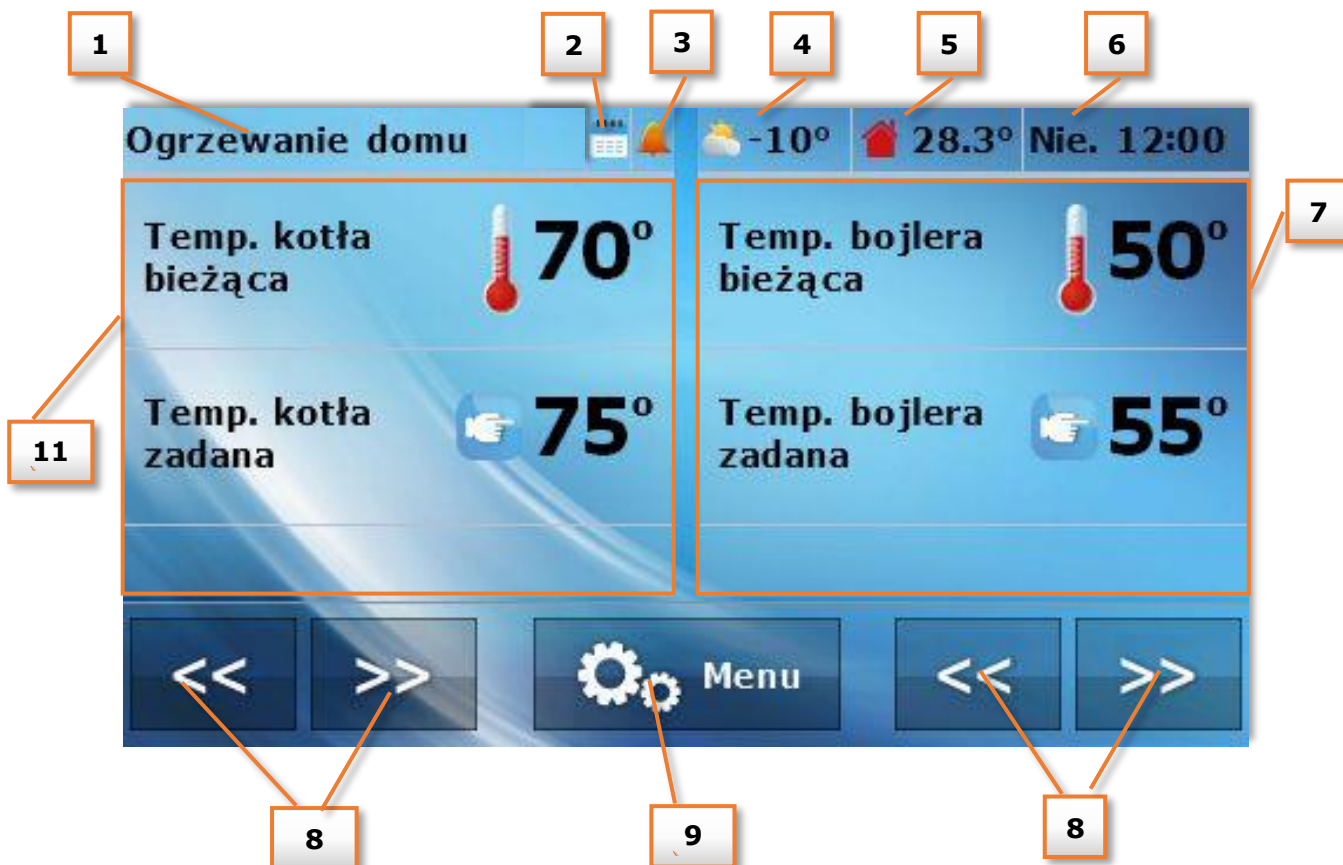 1
2
3
4
5
6
Ogrzewanie domu
-10°
28.3°
Nie. 12:00
7
Temp. kotła
bieżąca
70°
Temp. bojlera
bieżąca
50°
11
Temp. kotła
zadana
75°
Temp. bojlera
zadana
55°
<<
>>
Menu
<<
>>
8
9
8